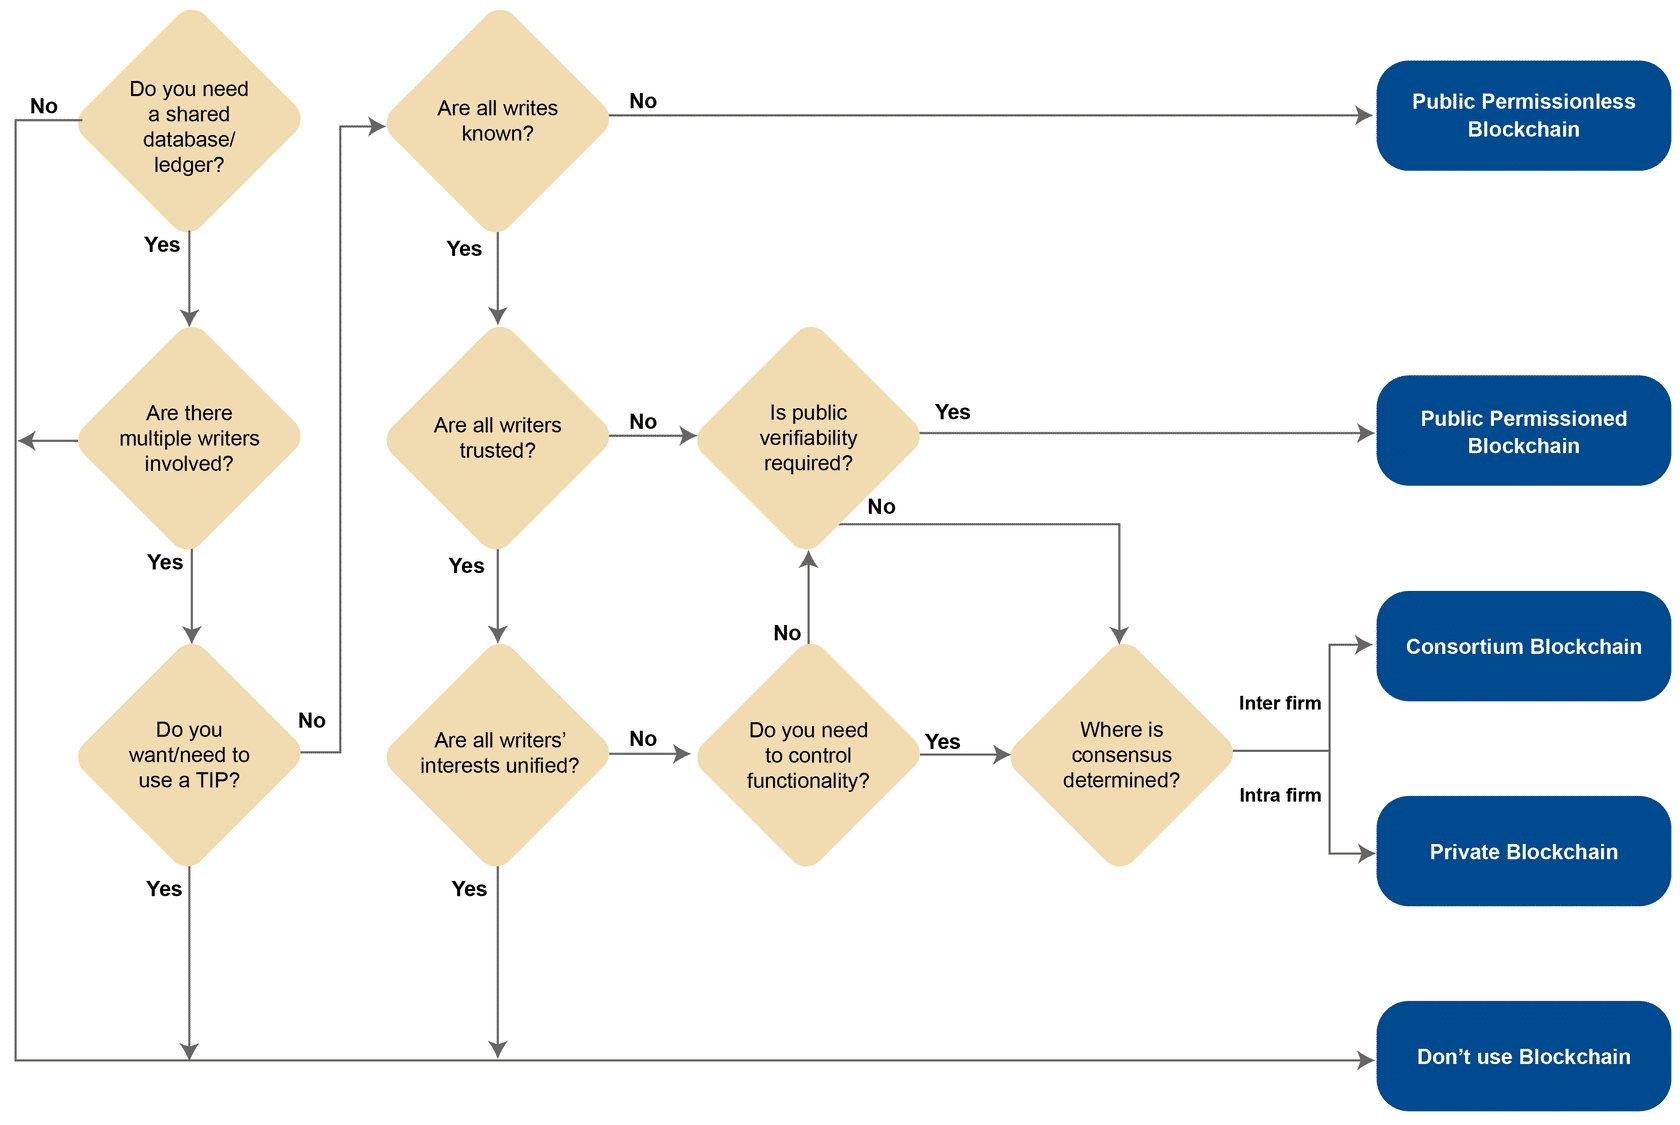 Do you need
a shared
database/
ledger?
No
Yes
Are there
multiple writers
involved?
Yes
Do you
want/need to
use a TIP?
No
Yes
Are all writes
known?
No
Yes
Are all writers
trusted?
No
Yes
Are all writers’
interests unified?
No
Yes
Is public
verifiability
required?
Yes
No
Do you need
to control
functionality?
No
Yes
Where is
consensus
determined?
Inter firm
Intra firm
Public Permissionless
Blockchain
Public Permissioned
Blockchain
Consortium Blockchain
Private Blockchain
Don’t use Blockchain